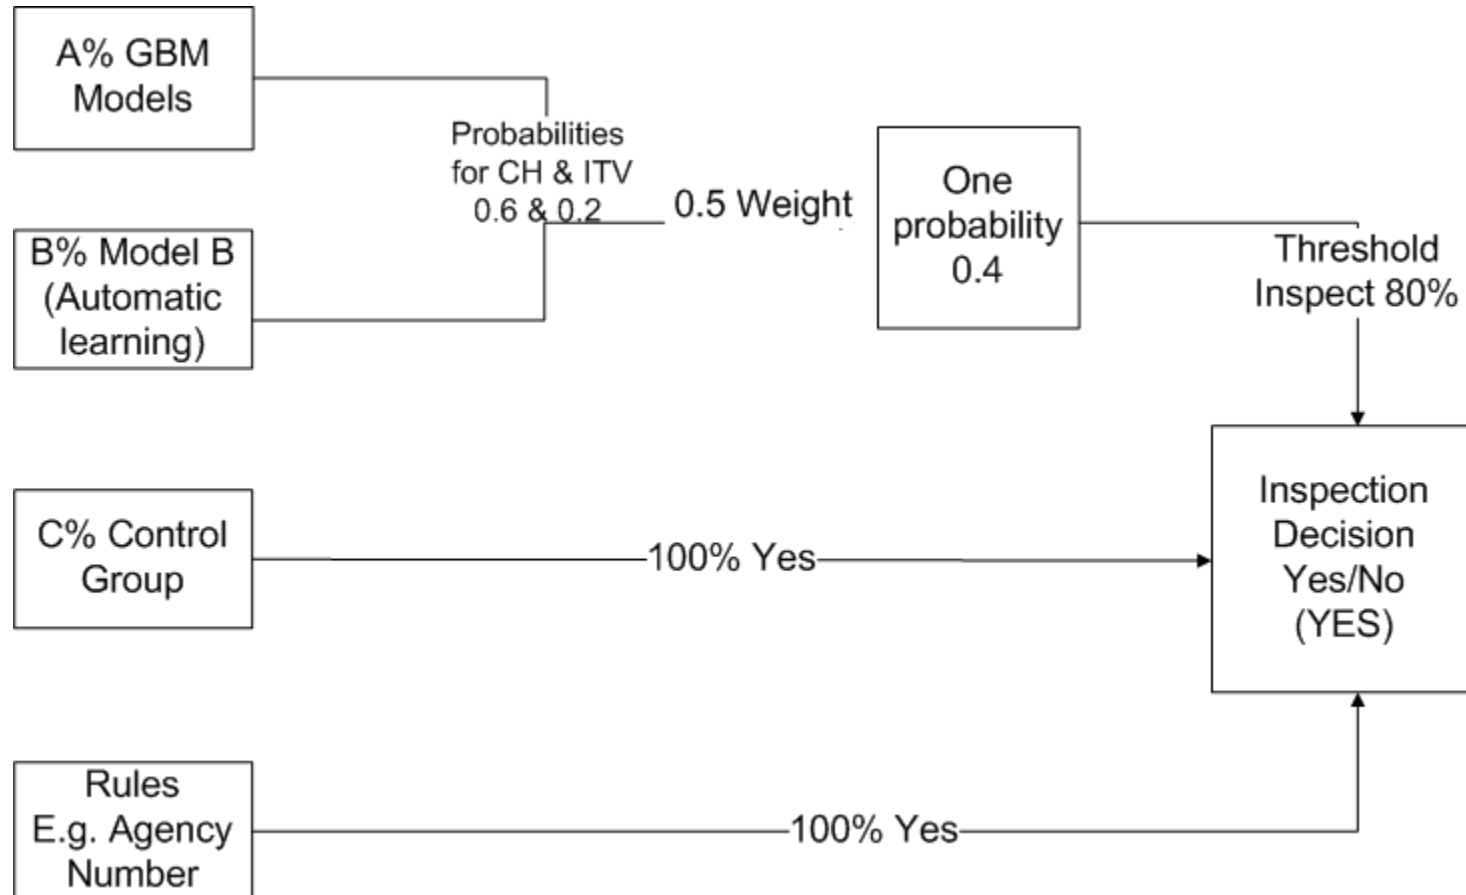 A% GBM
Models
Probabilities
for CH & ITV
0.6 & 0.2
0.5 Weight
One
probability
0.4
B% Model B
(Automatic
learning)
Threshold
Inspect 80%
C% Control
Group
100% Yes
Inspection
Decision
Yes/No
(YES)
Rules
E.g. Agency
Number
100% Yes